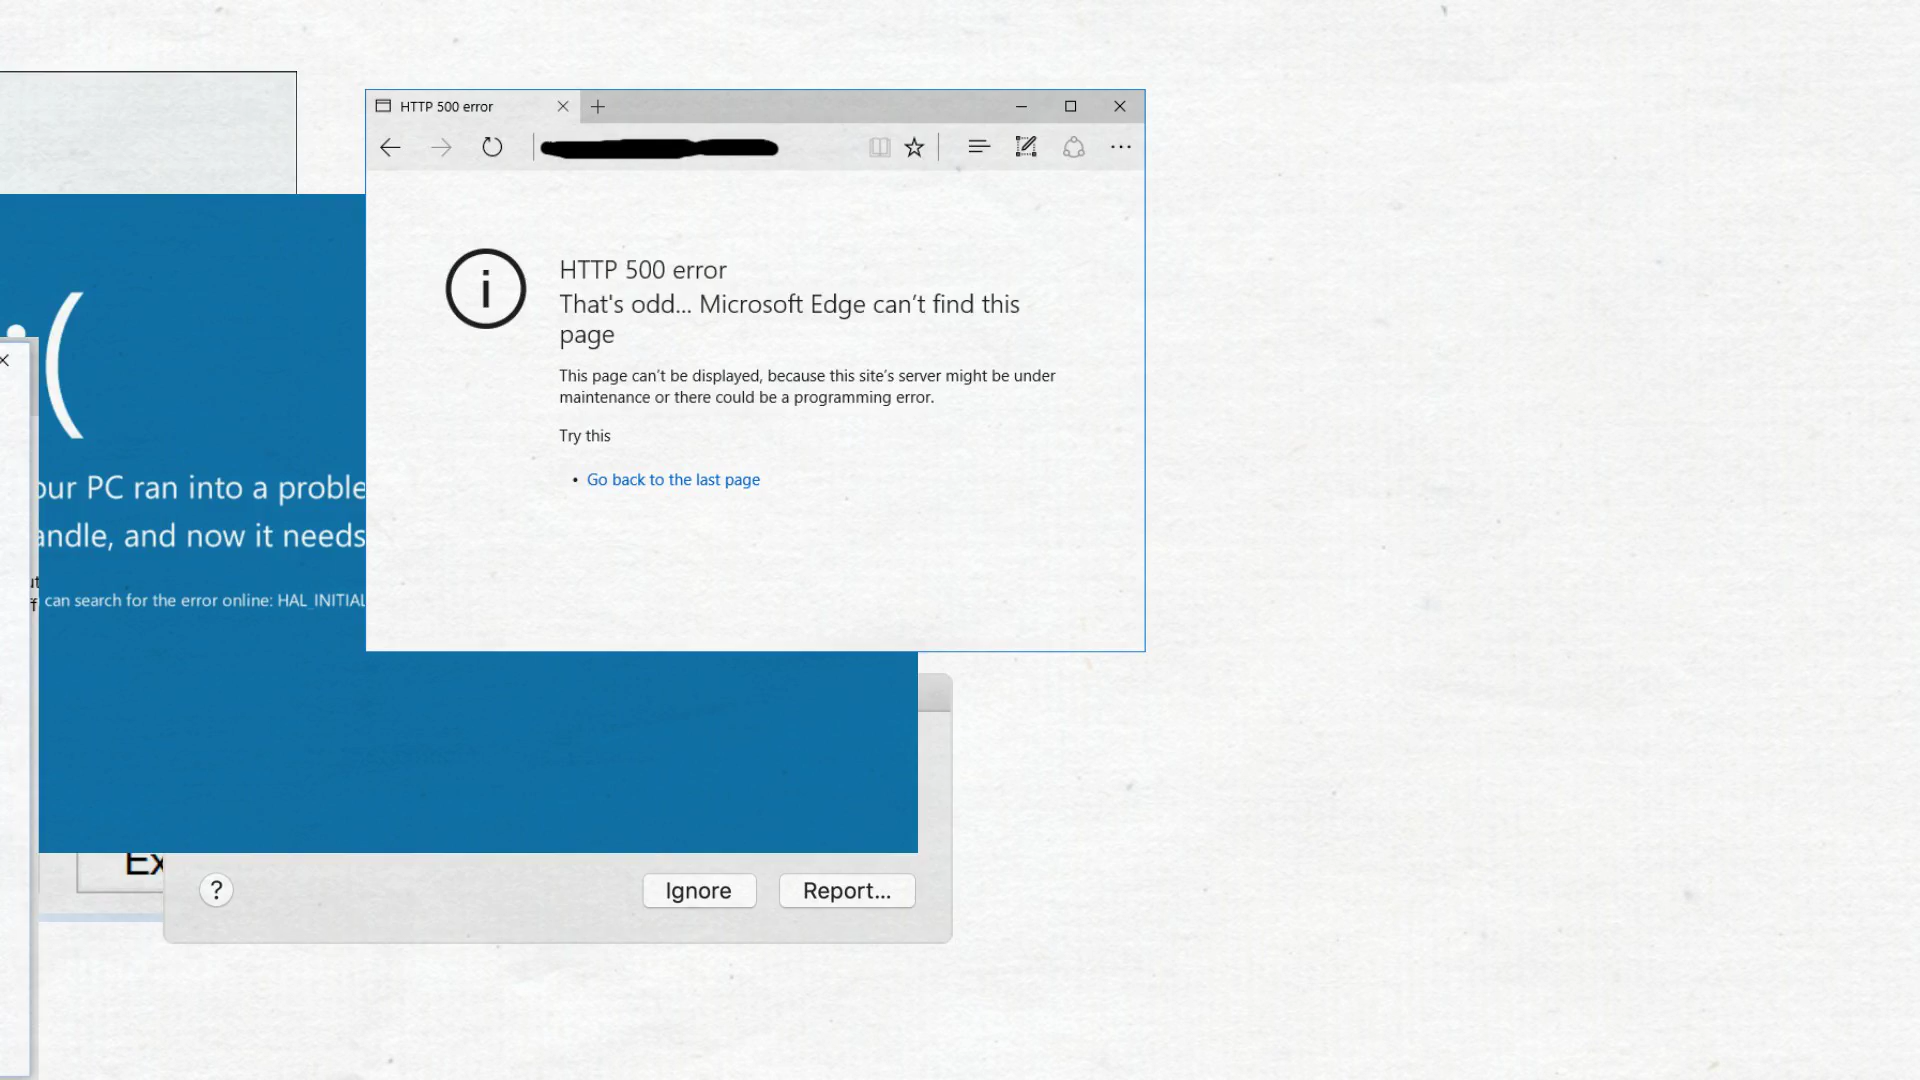 HTTP 500 error
HTTP 500 error
That's odd... Microsoft Edge can’t find this
page
This page can’t be displayed, because this site’s server might be under
maintenance or there could be a programming error.
Try this
• Go back to the last page
:(
our PC ran into a proble
andle, and now it needs
can search for the error online: HAL_INITIAL
Ex
?
Ignore
Report...